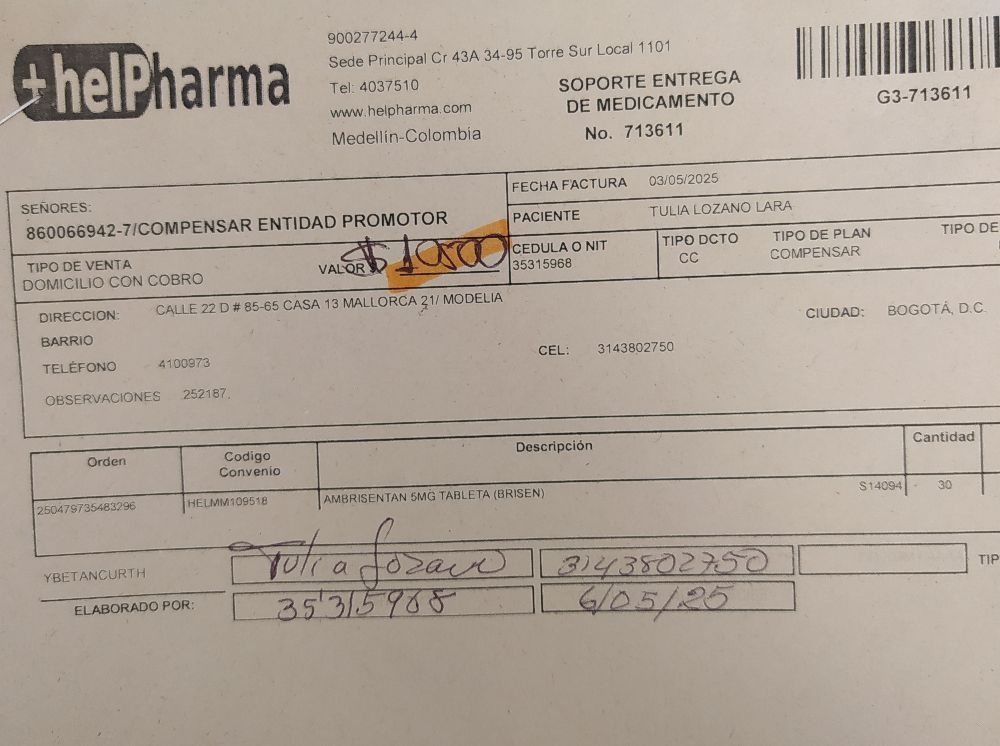 +helPharma
900277244-4
Sede Principal Cr 43A 34-95 Torre Sur Local 1101
Tel: 4037510
www.helpharma.com
Medellín-Colombia
SOPORTE ENTREGA
DE MEDICAMENTO
No. 713611
G3-713611
SEÑORES:
860066942-7/COMPENSAR ENTIDAD PROMOTOR
FECHA FACTURA 03/05/2025
PACIENTE TULIA LOZANO LARA
TIPO DE VENTA
DOMICILIO CON COBRO
VALOR $
CEDULA O NIT
35315968
TIPO DCTO
CC
TIPO DE PLAN
COMPENSAR
TIPO DE
DIRECCION: CALLE 22 D # 85-65 CASA 13 MALLORCA 21/ MODELIA
CIUDAD: BOGOTÁ, D.C.
BARRIO
TELÉFONO 4100973
CEL: 3143802750
OBSERVACIONES 252187.
Orden Codigo Convenio Descripción Cantidad
250479735483296 HELMM109518 AMBRISENTAN 5MG TABLETA (BRISEN) S14094 30
YBETANCURTH Tulia Lozano 3143802750 TIP
ELABORADO POR: 35'315968 6/05/25